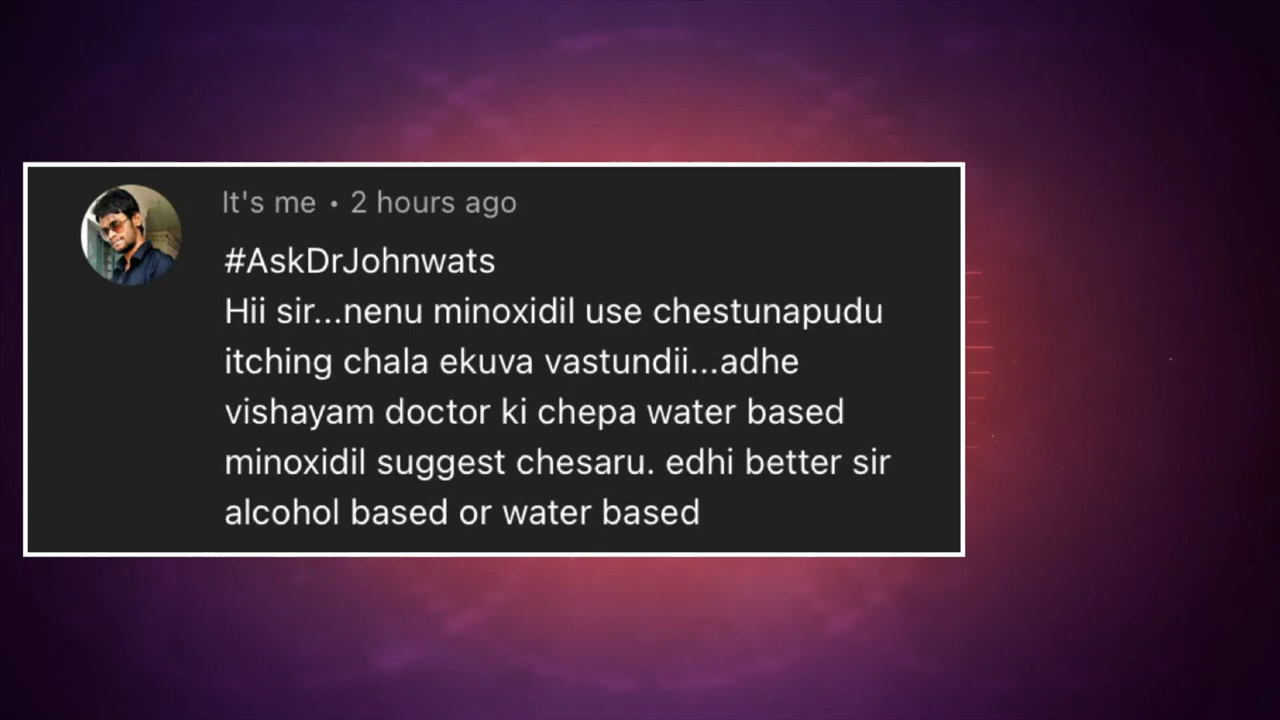 It's me • 2 hours ago
#AskDrJohnwats
Hii sir...nenu minoxidil use chestunapudu
itching chala ekuva vastundii...adhe
vishayam doctor ki chepa water based
minoxidil suggest chesaru. edhi better sir
alcohol based or water based